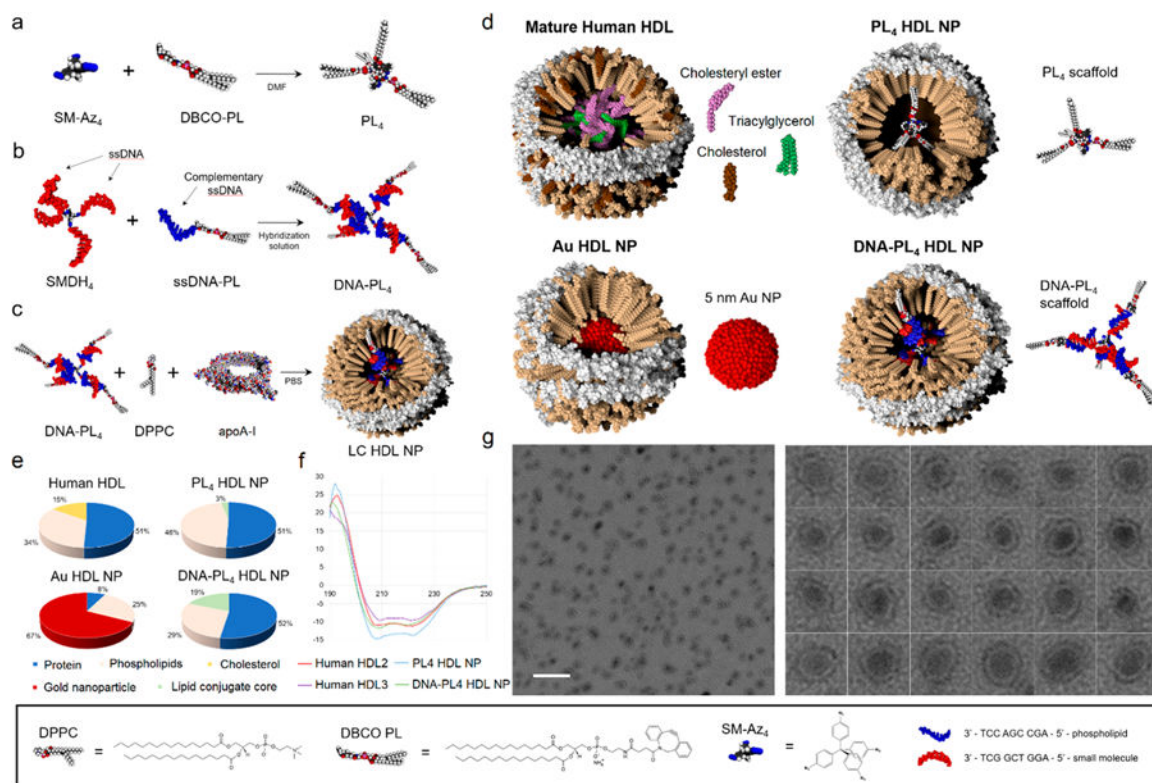 a
SM-Az4
+
DBCO-PL
DMF
PL4
b
ssDNA
Complementary
ssDNA
SMDH4
+
ssDNA-PL
Hybridization
solution
DNA-PL4
c
DNA-PL4
+
DPPC
+
apoA-I
PBS
LC HDL NP
d
Mature Human HDL
Cholesteryl ester
Triacylglycerol
Cholesterol
PL4 HDL NP
PL4 scaffold
Au HDL NP
5 nm Au NP
DNA-PL4 HDL NP
DNA-PL4
scaffold
e
Human HDL
15%
34%
51%
PL4 HDL NP
3%
46%
51%
Au HDL NP
8%
25%
67%
DNA-PL4 HDL NP
19%
29%
52%
Protein
Phospholipids
Cholesterol
Gold nanoparticle
Lipid conjugate core
f
30
25
20
15
10
5
0
-5
-10
-15
190
210
230
250
Human HDL2
PL4 HDL NP
Human HDL3
DNA-PL4 HDL NP
g
DPPC
=
DBCO PL
=
SM-Az4
=
3' - TCC AGC CGA - 5' - phospholipid
3' - TCG GCT GGA - 5' - small molecule